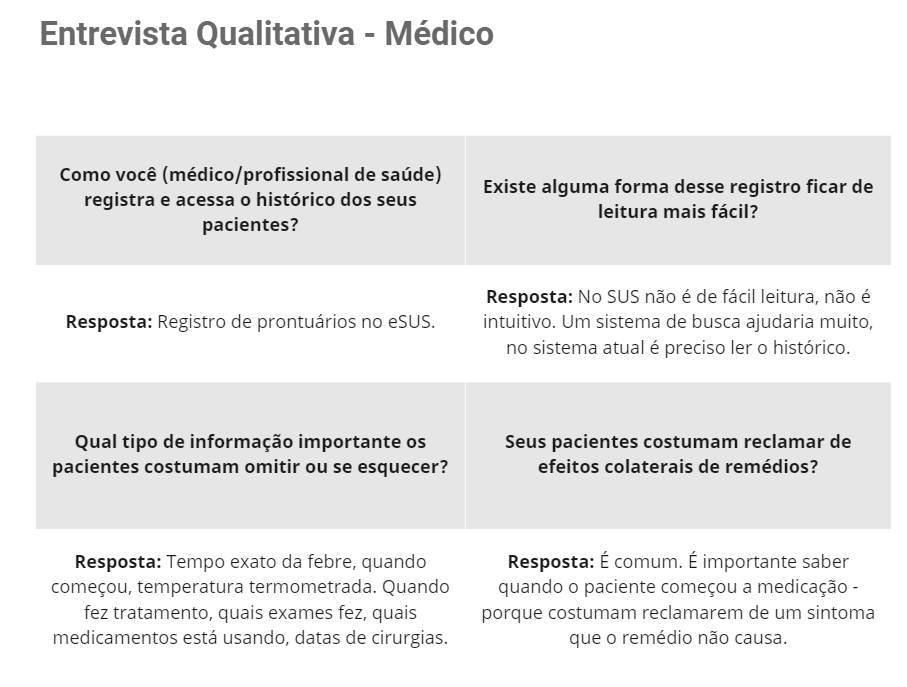 Entrevista Qualitativa - Médico
Como você (médico/profissional de saúde)
registra e acessa o histórico dos seus
pacientes?
Existe alguma forma desse registro ficar de
leitura mais fácil?
Resposta: Registro de prontuários no eSUS.
Resposta: No SUS não é de fácil leitura, não é
intuitivo. Um sistema de busca ajudaria muito,
no sistema atual é preciso ler o histórico.
Qual tipo de informação importante os
pacientes costumam omitir ou se esquecer?
Seus pacientes costumam reclamar de
efeitos colaterais de remédios?
Resposta: Tempo exato da febre, quando
começou, temperatura termometrada. Quando
fez tratamento, quais exames fez, quais
medicamentos está usando, datas de cirurgias.
Resposta: É comum. É importante saber
quando o paciente começou a medicação -
porque costumam reclamarem de um sintoma
que o remédio não causa.